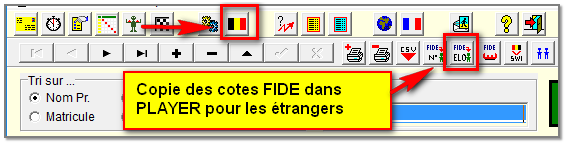 CSV
FIDE
N°
FIDE
ELO
FIDE
SWI
Tri sur ...
Nom Pr.
Matricule
Copie des cotes FIDE dans
PLAYER pour les étrangers